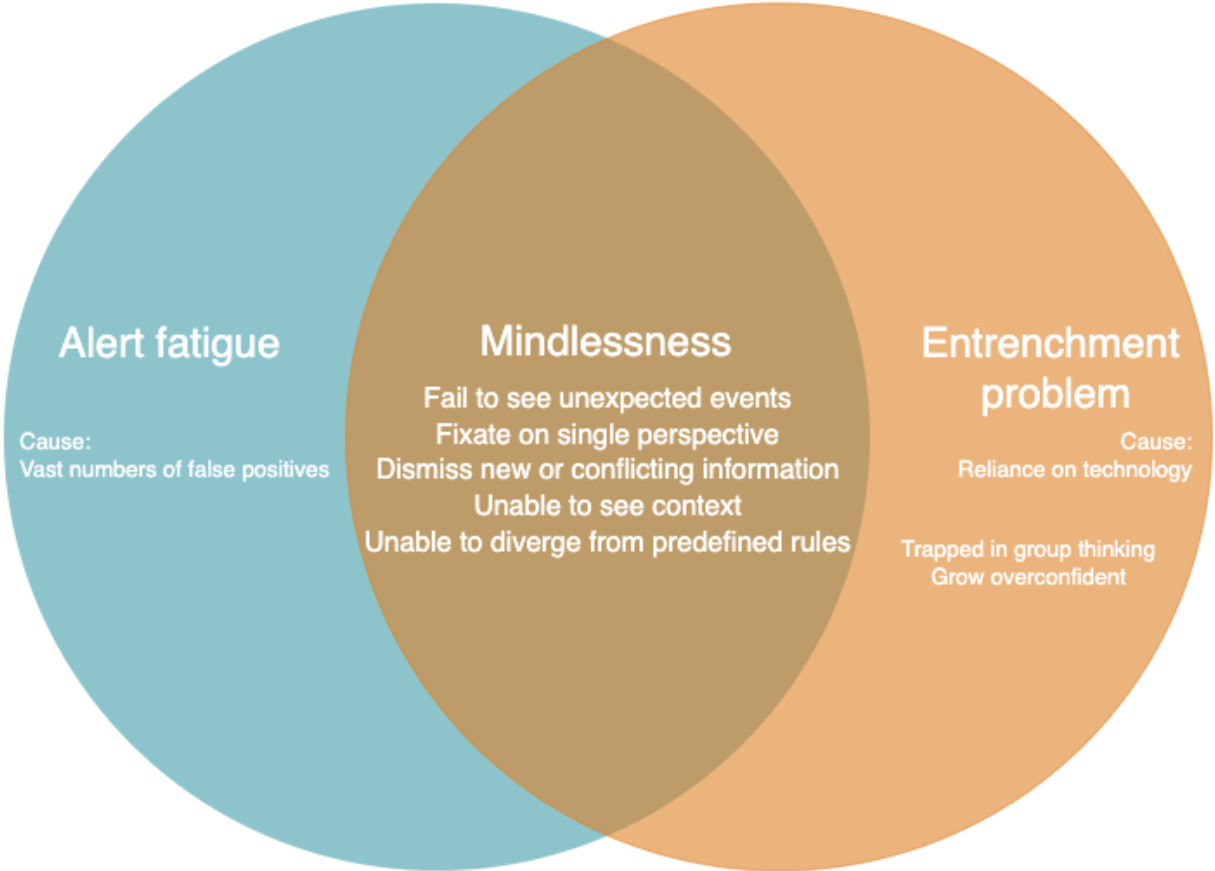 Alert fatigue
Cause:
Vast numbers of false positives
Mindlessness
Fail to see unexpected events
Fixate on single perspective
Dismiss new or conflicting information
Unable to see context
Unable to diverge from predefined rules
Entrenchment
problem
Cause:
Reliance on technology
Trapped in group thinking
Grow overconfident